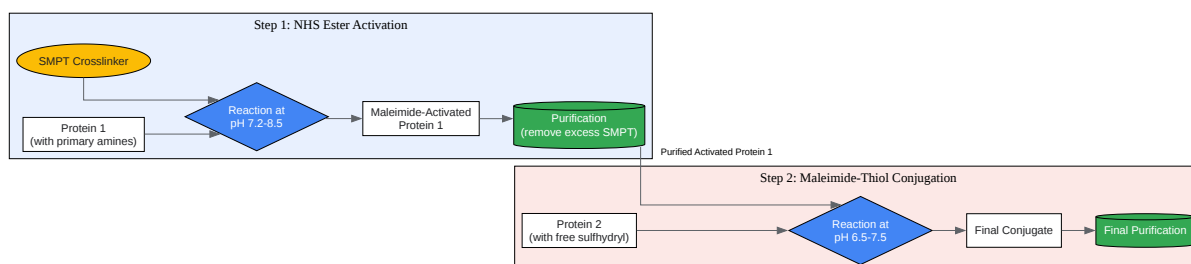 Step 1: NHS Ester Activation
SMPT Crosslinker
Protein 1
(with primary amines)
Reaction at
pH 7.2-8.5
Maleimide-Activated
Protein 1
Purification
(remove excess SMPT)
Purified Activated Protein 1
Step 2: Maleimide-Thiol Conjugation
Protein 2
(with free sulfhydryl)
Reaction at
pH 6.5-7.5
Final Conjugate
Final Purification